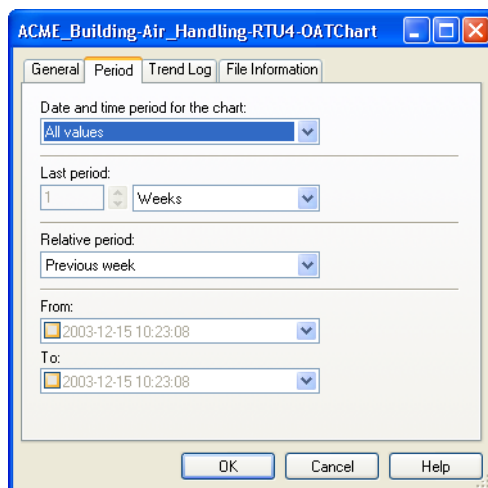 ACME_Building-Air_Handling-RTU4-OATChart
General Period Trend Log File Information
Date and time period for the chart:
All values
Last period:
1 Weeks
Relative period:
Previous week
From:
2003-12-15 10:23:08
To:
2003-12-15 10:23:08
OK Cancel Help